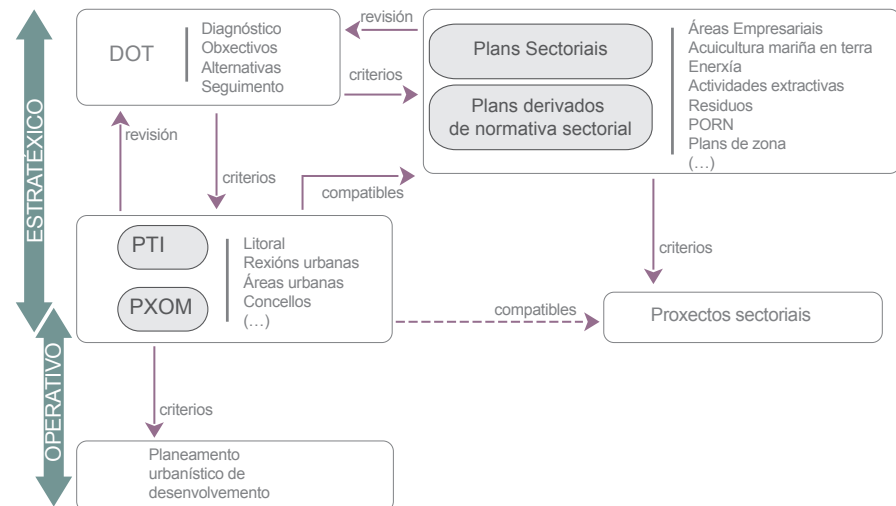 ESTRATÉXICO
OPERATIVO
DOT
Diagnóstico
Obxectivos
Alternativas
Seguimento
revisión
criterios
Plans Sectoriais
Plans derivados
de normativa sectorial
Áreas Empresariais
Acuicultura mariña en terra
Enerxía
Actividades extractivas
Residuos
PORN
Plans de zona
(…)
revisión
criterios
compatibles
criterios
PTI
PXOM
Litoral
Rexións urbanas
Áreas urbanas
Concellos
(…)
compatibles
Proxectos sectoriais
criterios
Planeamento
urbanístico de
desenvolvemento